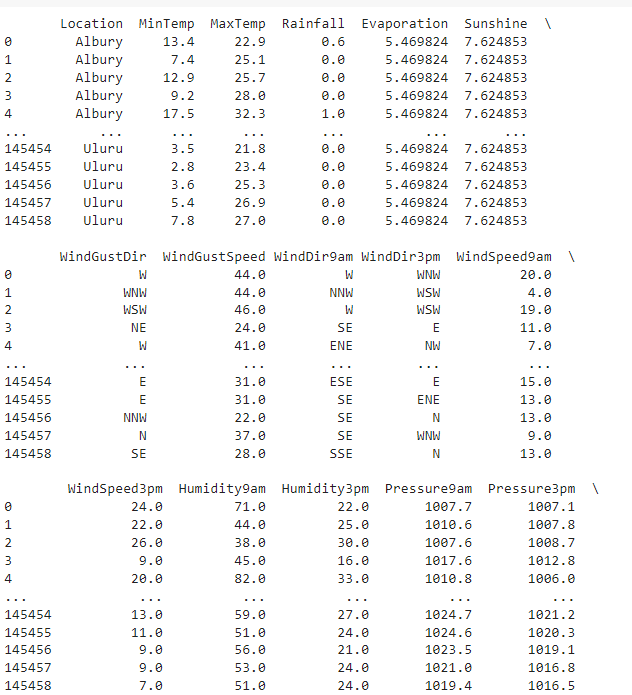 Location MinTemp MaxTemp Rainfall Evaporation Sunshine \
0 Albury 13.4 22.9 0.6 5.469824 7.624853
1 Albury 7.4 25.1 0.0 5.469824 7.624853
2 Albury 12.9 25.7 0.0 5.469824 7.624853
3 Albury 9.2 28.0 0.0 5.469824 7.624853
4 Albury 17.5 32.3 1.0 5.469824 7.624853
... ... ... ... ... ... ...
145454 Uluru 3.5 21.8 0.0 5.469824 7.624853
145455 Uluru 2.8 23.4 0.0 5.469824 7.624853
145456 Uluru 3.6 25.3 0.0 5.469824 7.624853
145457 Uluru 5.4 26.9 0.0 5.469824 7.624853
145458 Uluru 7.8 27.0 0.0 5.469824 7.624853
WindGustDir WindGustSpeed WindDir9am WindDir3pm WindSpeed9am \
0 W 44.0 W WNW 20.0
1 WNW 44.0 NNW WSW 4.0
2 WSW 46.0 W WSW 19.0
3 NE 24.0 SE E 11.0
4 W 41.0 ENE NW 7.0
... ... ... ... ... ...
145454 E 31.0 ESE E 15.0
145455 E 31.0 SE ENE 13.0
145456 NNW 22.0 SE N 13.0
145457 N 37.0 SE WNW 9.0
145458 SE 28.0 SSE N 13.0
WindSpeed3pm Humidity9am Humidity3pm Pressure9am Pressure3pm \
0 24.0 71.0 22.0 1007.7 1007.1
1 22.0 44.0 25.0 1010.6 1007.8
2 26.0 38.0 30.0 1007.6 1008.7
3 9.0 45.0 16.0 1017.6 1012.8
4 20.0 82.0 33.0 1010.8 1006.0
... ... ... ... ... ...
145454 13.0 59.0 27.0 1024.7 1021.2
145455 11.0 51.0 24.0 1024.6 1020.3
145456 9.0 56.0 21.0 1023.5 1019.1
145457 9.0 53.0 24.0 1021.0 1016.8
145458 7.0 51.0 24.0 1019.4 1016.5